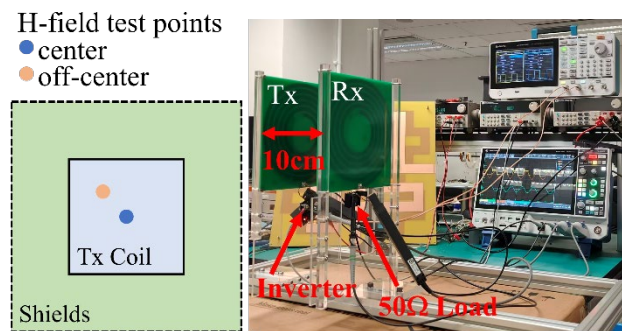 H-field test points
center
off-center
Tx Coil
Shields
Tx
Rx
10cm
Inverter
50Ω Load